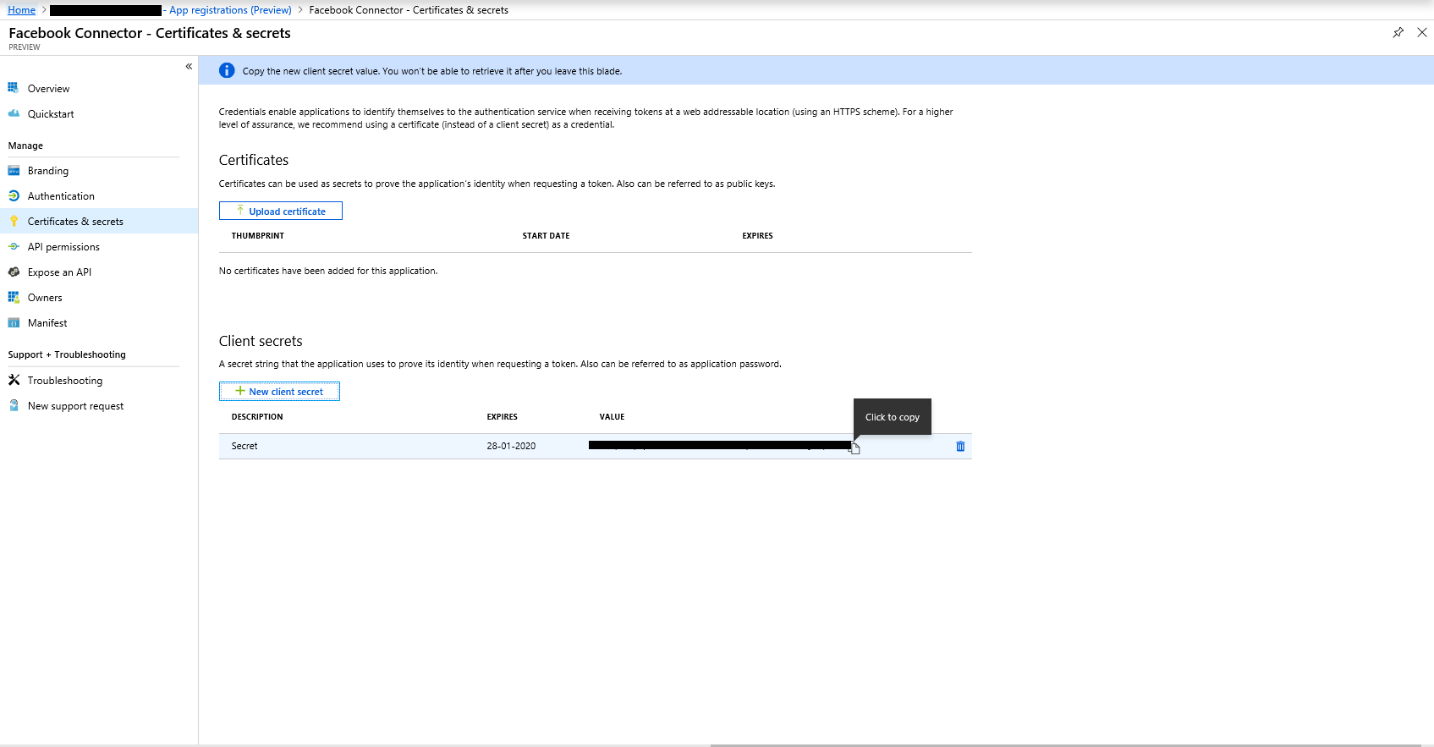 Home > - App registrations (Preview) > Facebook Connector - Certificates & secrets
Facebook Connector - Certificates & secrets
PREVIEW
«
Overview
Quickstart
Manage
Branding
Authentication
Certificates & secrets
API permissions
Expose an API
Owners
Manifest
Support + Troubleshooting
Troubleshooting
New support request
Copy the new client secret value. You won't be able to retrieve it after you leave this blade.
Credentials enable applications to identify themselves to the authentication service when receiving tokens at a web addressable location (using an HTTPS scheme). For a higher
level of assurance, we recommend using a certificate (instead of a client secret) as a credential.
Certificates
Certificates can be used as secrets to prove the application's identity when requesting a token. Also can be referred to as public keys.
Upload certificate
THUMBPRINT START DATE EXPIRES
No certificates have been added for this application.
Client secrets
A secret string that the application uses to prove its identity when requesting a token. Also can be referred to as application password.
New client secret
DESCRIPTION EXPIRES VALUE
Click to copy
Secret 28-01-2020